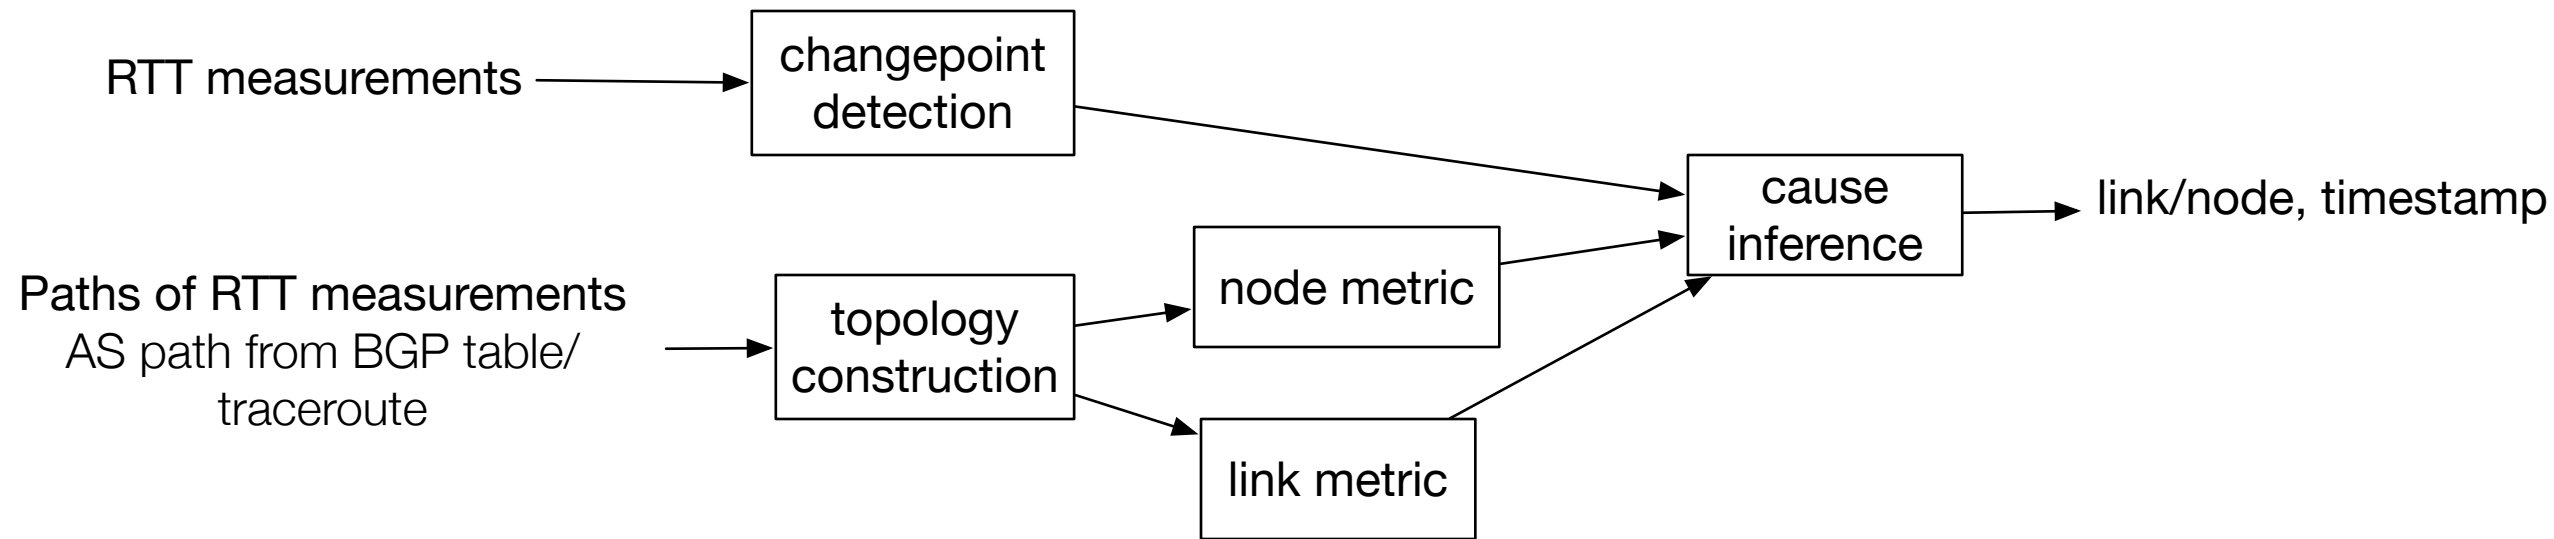 RTT measurements
changepoint
detection
Paths of RTT measurements
AS path from BGP table/
traceroute
topology
construction
node metric
link metric
cause
inference
link/node, timestamp